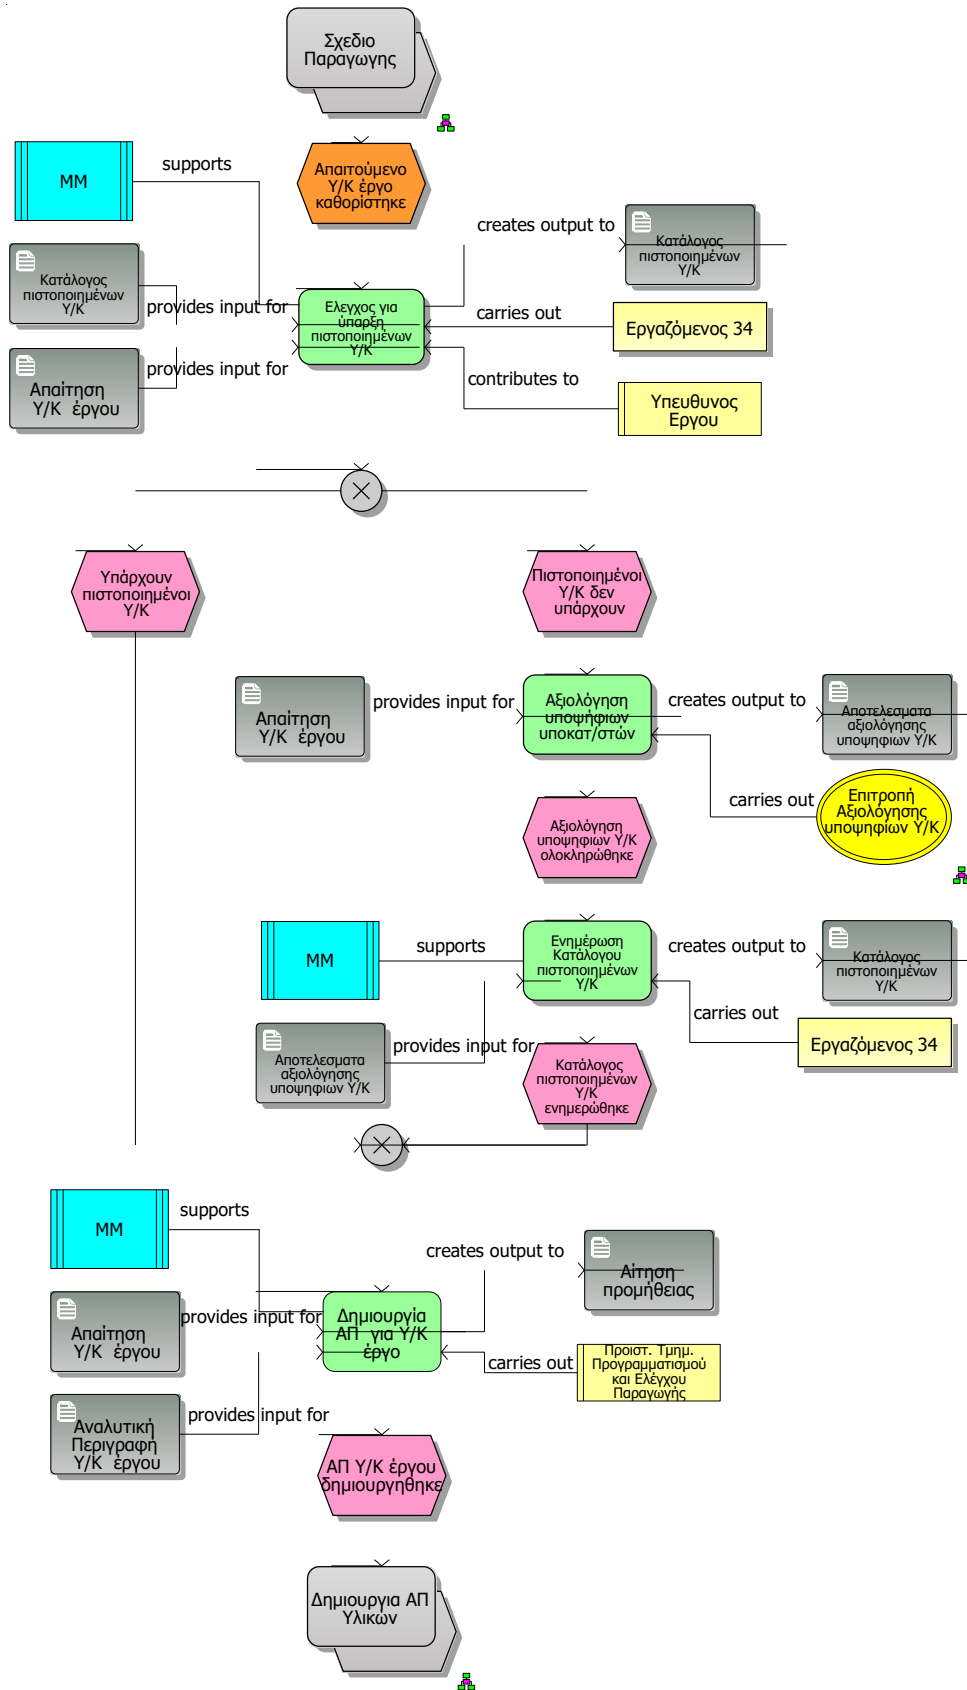 Σχεδιο
Παραγωγης
MM
supports
Απαιτούμενο
Υ/Κ έργο
καθορίστηκε
creates output to
Κατάλογος
πιστοποιημένων
Υ/Κ
Κατάλογος
πιστοποιημένων
Υ/Κ
provides input for
Ελεγχος για
ύπαρξη
πιστοποιημένων
Υ/Κ
carries out
Εργαζόμενος 34
Απαίτηση
Υ/Κ έργου
provides input for
contributes to
Υπευθυνος
Εργου
Υπάρχουν
πιστοποιημένοι
Υ/Κ
Πιστοποιημένοι
Υ/Κ δεν
υπάρχουν
Απαίτηση
Υ/Κ έργου
provides input for
Αξιολόγηση
υποψήφιων
υποκατ/στών
creates output to
Αποτελεσματα
αξιολόγησης
υποψηφιων Υ/Κ
carries out
Επιτροπή
Αξιολόγησης
υποψηφίων Υ/Κ
Αξιολόγηση
υποψηφιων Υ/Κ
ολοκληρώθηκε
MM
supports
Ενημέρωση
Κατάλογου
πιστοποιημένων
Υ/Κ
creates output to
Κατάλογος
πιστοποιημένων
Υ/Κ
carries out
Εργαζόμενος 34
Αποτελεσματα
αξιολόγησης
υποψηφιων Υ/Κ
provides input for
Κατάλογος
πιστοποιημένων
Υ/Κ
ενημερώθηκε
MM
supports
creates output to
Αίτηση
προμήθειας
Απαίτηση
Υ/Κ έργου
provides input for
Δημιουργία
ΑΠ για Υ/Κ
έργο
carries out
Προιστ. Τμημ.
Προγραμματισμού
και Ελέγχου
Παραγωγής
Αναλυτική
Περιγραφή
Υ/Κ έργου
provides input for
ΑΠ Υ/Κ έργου
δημιουργηθηκε
Δημιουργια ΑΠ
Υλικών